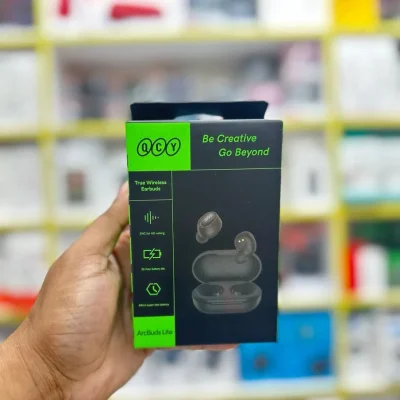 QCY
Be Creative
Go Beyond
True Wireless
Earbuds
ArcBuds Lite